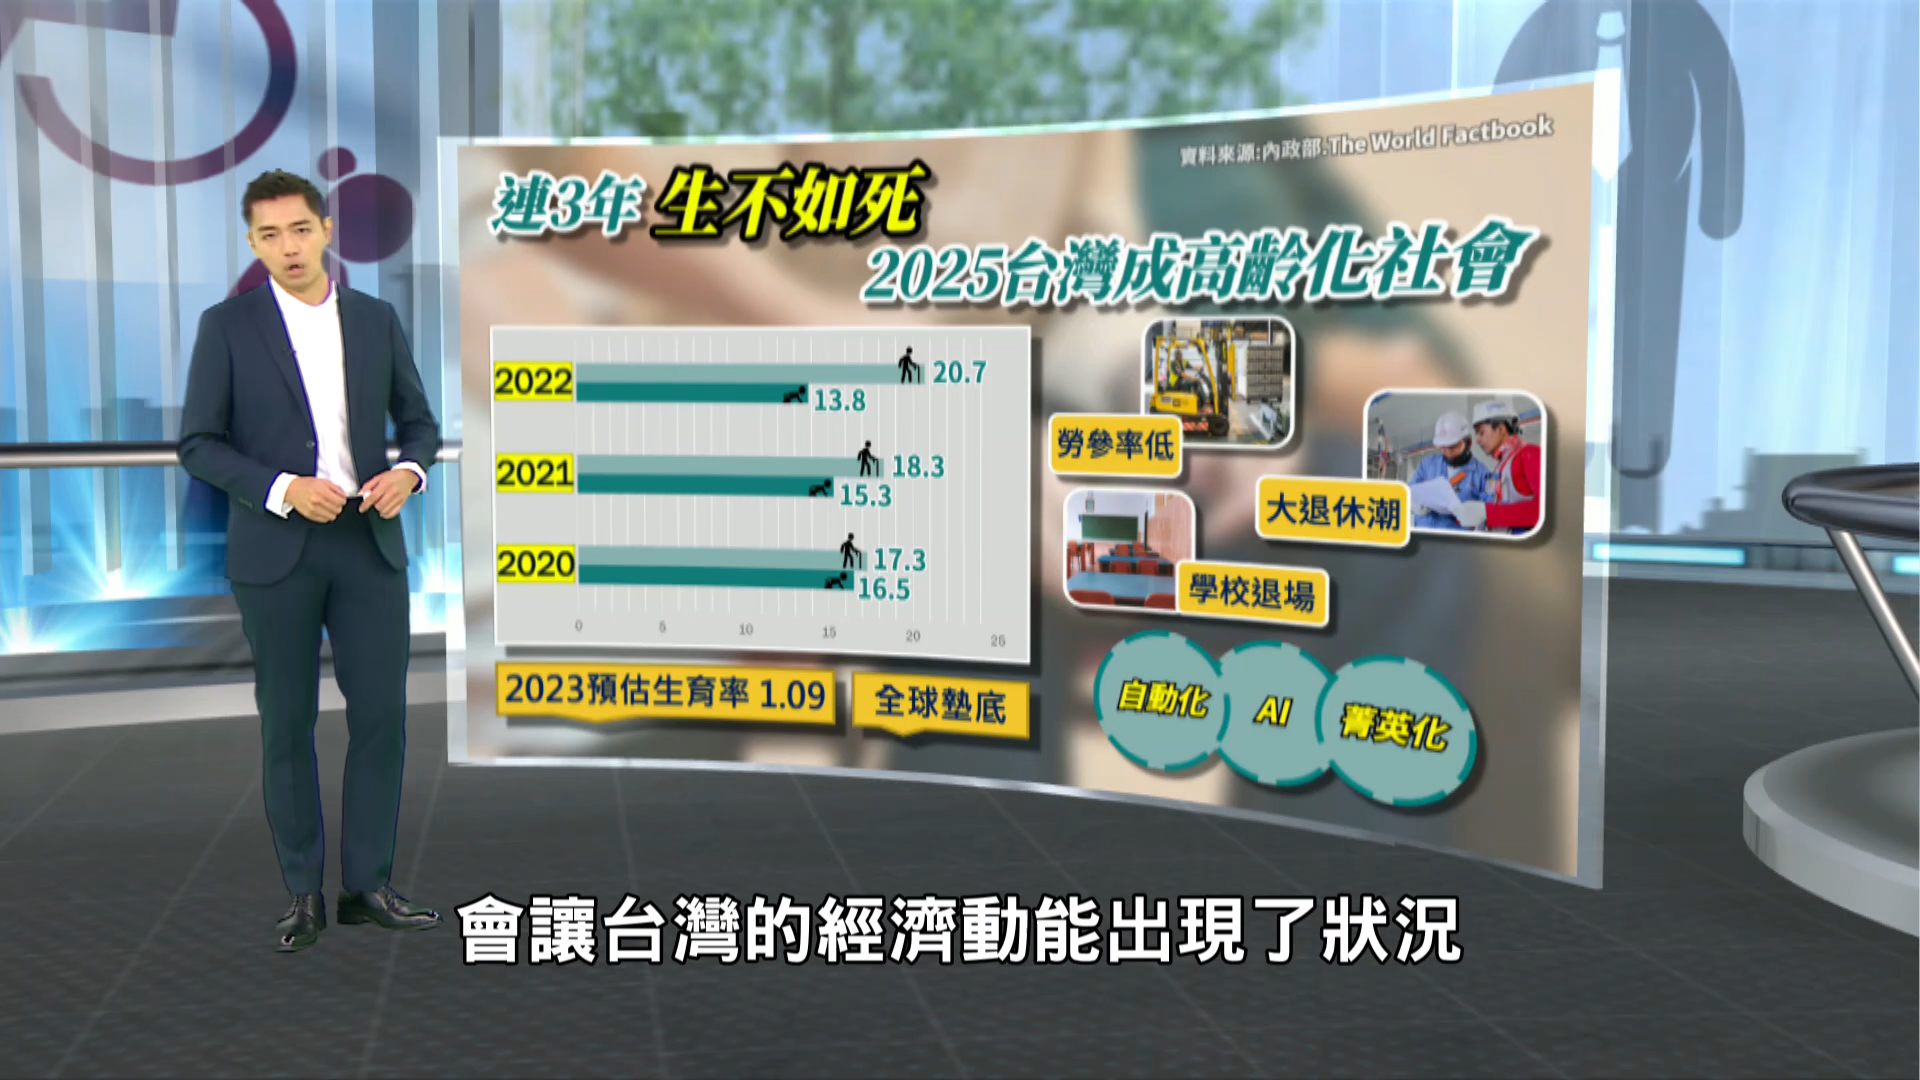 資料來源:內政部.The World Factbook
連3年 生不如死
2025台灣成高齡化社會
2022
20.7
13.8
2021
18.3
15.3
2020
17.3
16.5
0 5 10 15 20 25
2023預估生育率 1.09
全球墊底
勞參率低
大退休潮
學校退場
自動化
AI
菁英化
會讓台灣的經濟動能出現了狀況